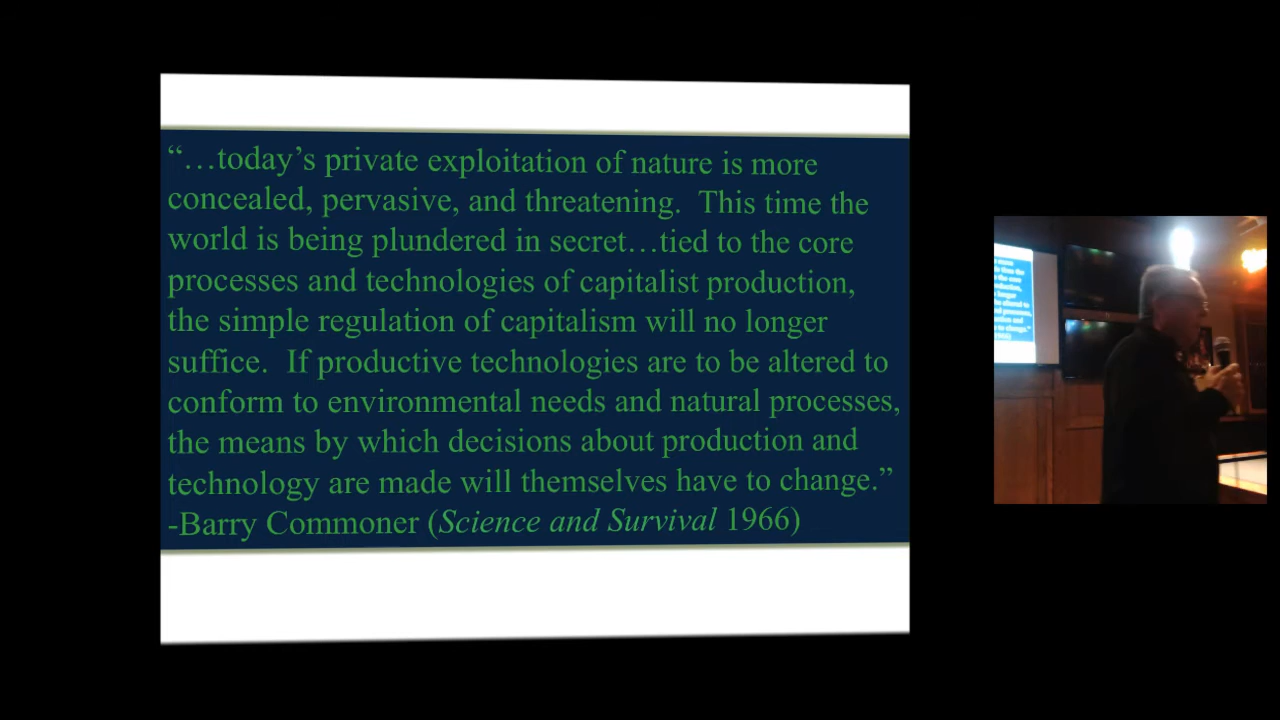 “…today’s private exploitation of nature is more
concealed, pervasive, and threatening.  This time the
world is being plundered in secret…tied to the core
processes and technologies of capitalist production,
the simple regulation of capitalism will no longer
suffice.  If productive technologies are to be altered to
conform to environmental needs and natural processes,
the means by which decisions about production and
technology are made will themselves have to change.”
-Barry Commoner (Science and Survival 1966)